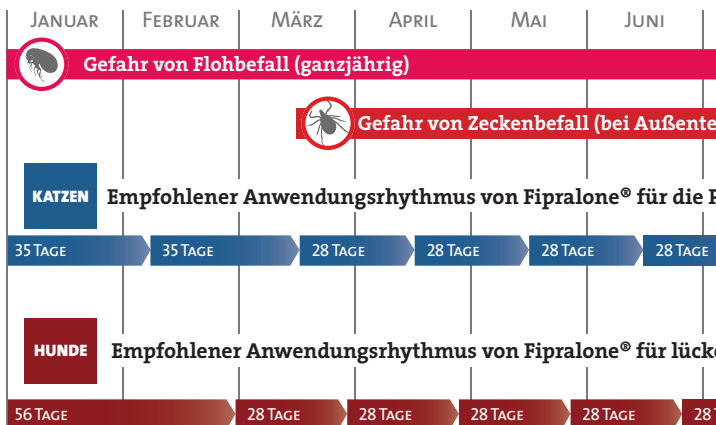 Januar Februar März April Mai Juni
Gefahr von Flohbefall (ganzjährig)
Gefahr von Zeckenbefall (bei Außente
KATZEN Empfohlener Anwendungsrhythmus von Fipralone® für die P
35 Tage 35 Tage 28 Tage 28 Tage 28 Tage 28 Tage
HUNDE Empfohlener Anwendungsrhythmus von Fipralone® für lück
56 Tage 28 Tage 28 Tage 28 Tage 28 Tage 28